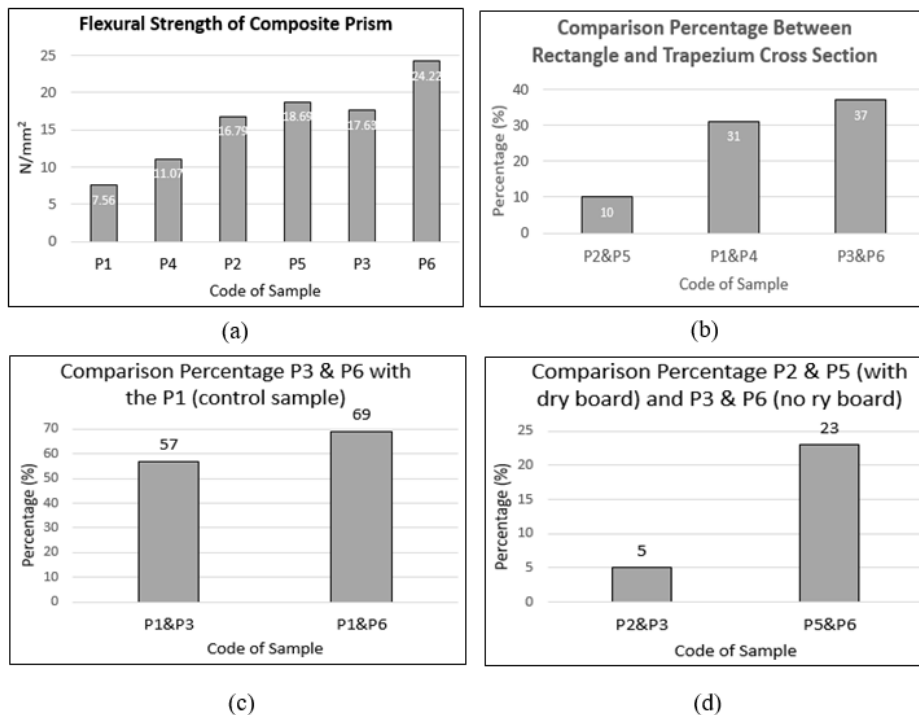 Flexural Strength of Composite Prism
N/mm²
25
20
15
10
5
0
7.56
11.07
16.79
18.69
17.63
24.22
P1 P4 P2 P5 P3 P6
Code of Sample
(a)
Comparison Percentage Between
Rectangle and Trapezium Cross Section
Percentage (%)
40
30
20
10
0
10
31
37
P2&P5 P1&P4 P3&P6
Code of Sample
(b)
Comparison Percentage P3 & P6 with
the P1 (control sample)
Percentage (%)
70
60
50
40
30
20
10
0
57
69
P1&P3 P1&P6
Code of Sample
(c)
Comparison Percentage P2 & P5 (with
dry board) and P3 & P6 (no ry board)
Percentage (%)
25
20
15
10
5
0
5
23
P2&P3 P5&P6
Code of Sample
(d)